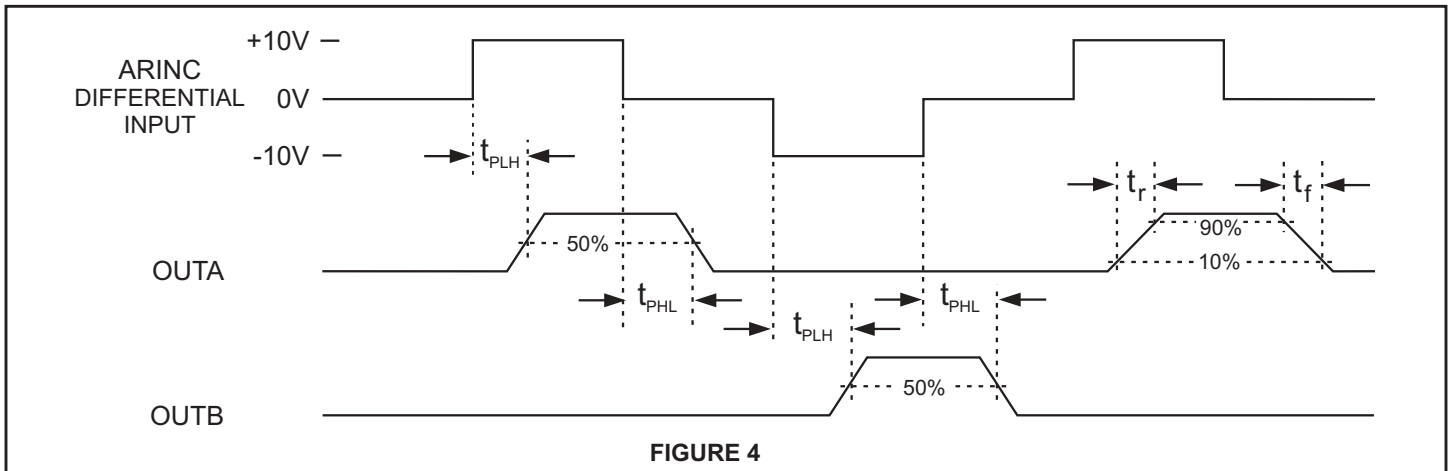 +10V
ARINC
DIFFERENTIAL
INPUT
0V
-10V
tPLH
tr
tf
50%
90%
10%
OUTA
tPHL
tPLH
tPHL
50%
OUTB
FIGURE 4